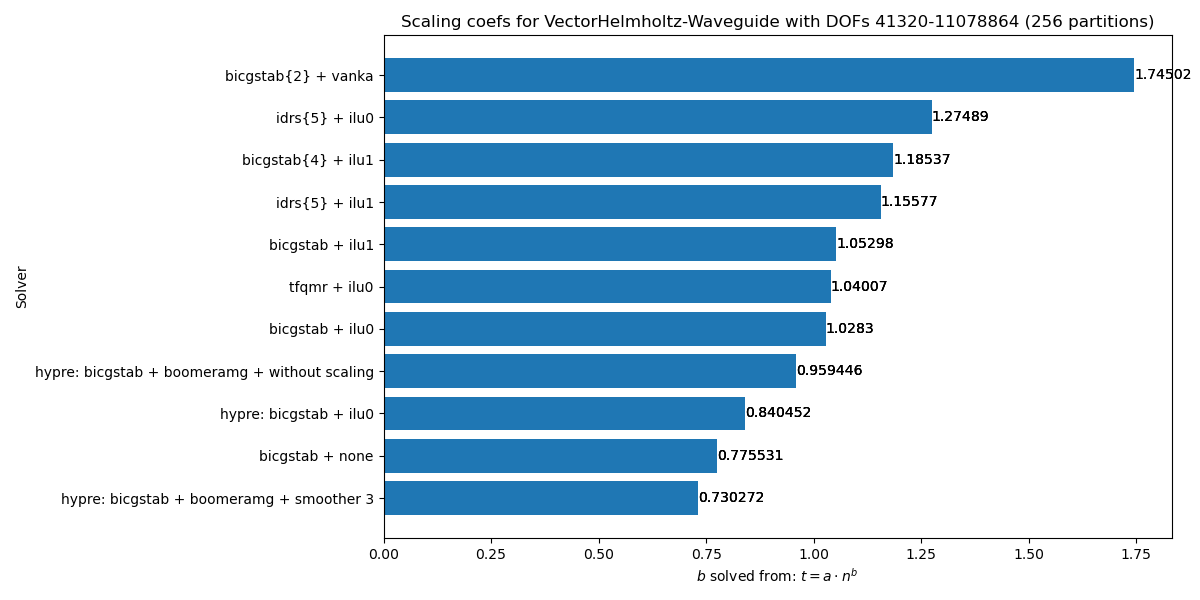 Scaling coefs for VectorHelmholtz-Waveguide with DOFs 41320-11078864 (256 partitions)
Solver
bicgstab{2} + vanka 1.74502
idrs{5} + ilu0 1.27489
bicgstab{4} + ilu1 1.18537
idrs{5} + ilu1 1.15577
bicgstab + ilu1 1.05298
tfqmr + ilu0 1.04007
bicgstab + ilu0 1.0283
hypre: bicgstab + boomeramg + without scaling 0.959446
hypre: bicgstab + ilu0 0.840452
bicgstab + none 0.775531
hypre: bicgstab + boomeramg + smoother 3 0.730272
0.00 0.25 0.50 0.75 1.00 1.25 1.50 1.75
b solved from: t = a · n^b